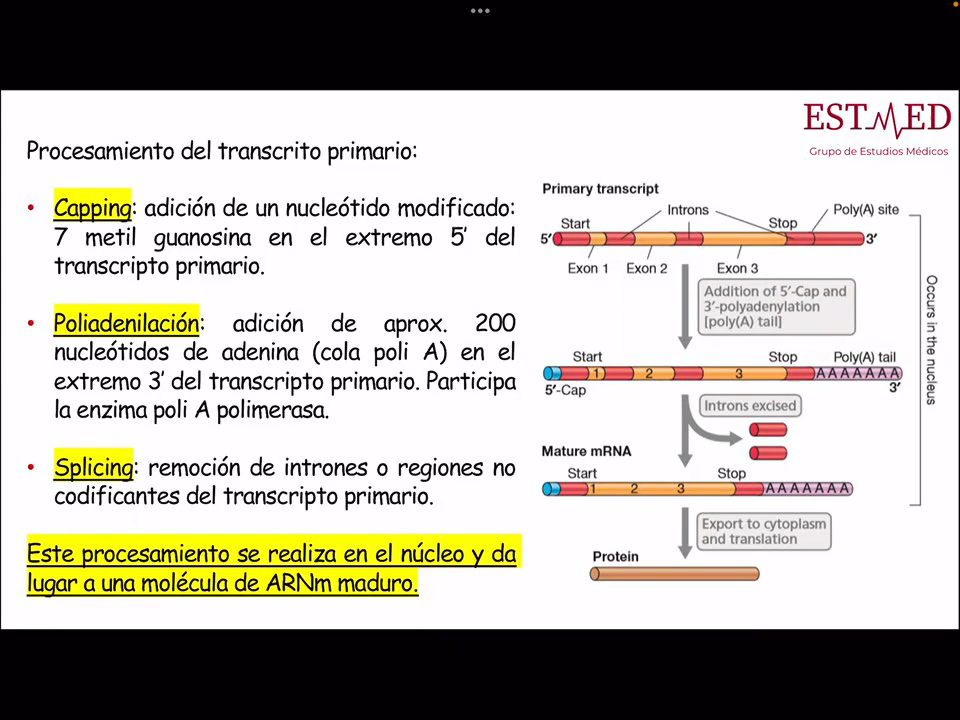 ESTMED
Grupo de Estudios Médicos
Procesamiento del transcrito primario:
• Capping: adición de un nucleótido modificado:
7 metil guanosina en el extremo 5' del
transcripto primario.
• Poliadenilación: adición de aprox. 200
nucleótidos de adenina (cola poli A) en el
extremo 3' del transcripto primario. Participa
la enzima poli A polimerasa.
• Splicing: remoción de intrones o regiones no
codificantes del transcripto primario.
Este procesamiento se realiza en el núcleo y da
lugar a una molécula de ARNm maduro.
Primary transcript
Start
Introns
Stop
Poly(A) site
5′
3′
Exon 1
Exon 2
Exon 3
Addition of 5′-Cap and
3′-polyadenylation
[poly(A) tail]
Start
Stop
Poly(A) tail
1 2 3 AAAAAAA
5′-Cap
3′
Introns excised
Mature mRNA
Start
Stop
1 2 3 AAAAAAA
Export to cytoplasm
and translation
Protein
Occurs in the nucleus